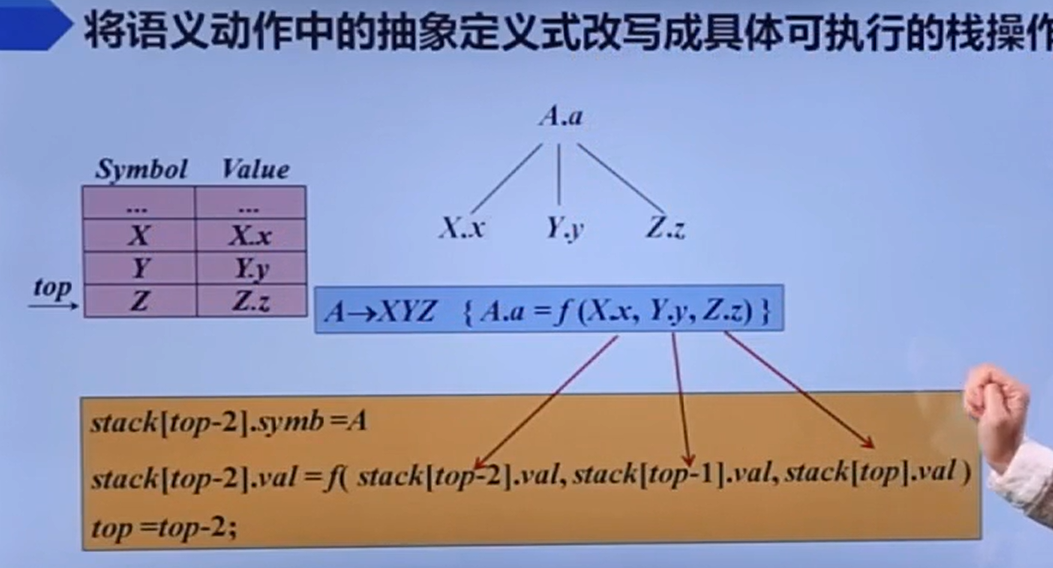 将语义动作中的抽象定义式改写成具体可执行的栈操作
A.a
Symbol Value
... ...
X X.x
Y Y.y
top
Z Z.z
X.x Y.y Z.z
A→XYZ { A.a = f (X.x, Y.y, Z.z) }
stack[top-2].symb =A
stack[top-2].val =f( stack[top-2].val, stack[top-1].val, stack[top].val )
top =top-2;